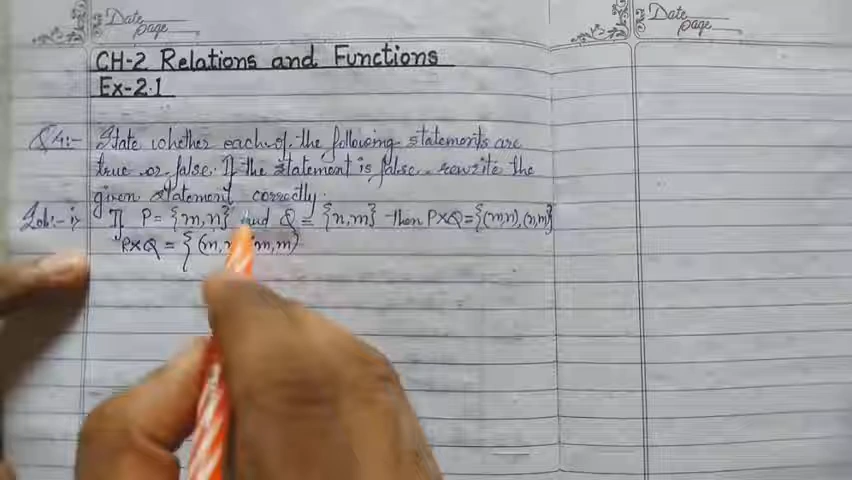 Date
page
Date
page
CH-2 Relations and Functions
Ex-2.1
Q4:- State whether each of the following statements are
true or false. If the statement is false, rewrite the
given statement correctly.
Sol:- i) If P = {m,n} and Q = {n,m} then P×Q={(m,n),(n,m)}
P×Q = {(m, m,m)